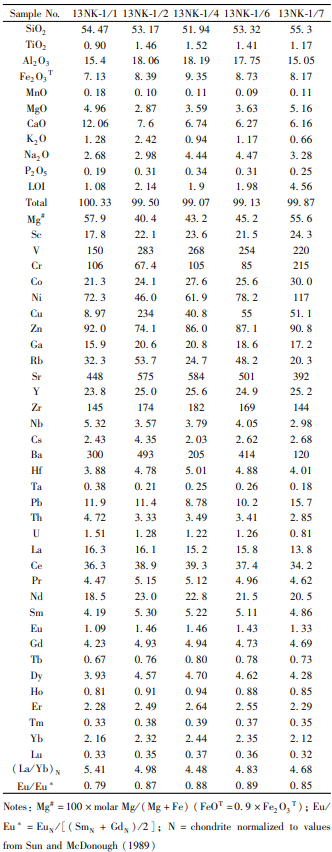 Sample No. 13NK-1/1 13NK-1/2 13NK-1/4 13NK-1/6 13NK-1/7
SiO2 54.47 53.17 51.94 53.32 55.3
TiO2 0.90 1.46 1.52 1.41 1.17
Al2O3 15.4 18.06 18.19 17.75 15.05
Fe2O3T 7.13 8.39 9.35 8.73 8.17
MnO 0.18 0.10 0.11 0.09 0.11
MgO 4.96 2.87 3.59 3.63 5.16
CaO 12.06 7.6 6.74 6.27 6.16
K2O 1.28 2.42 0.94 1.17 0.66
Na2O 2.68 2.98 4.44 4.47 3.28
P2O5 0.19 0.31 0.34 0.31 0.25
LOI 1.08 2.14 1.9 1.98 4.56
Total 100.33 99.50 99.07 99.13 99.87
Mg# 57.9 40.4 43.2 45.2 55.6
Sc 17.8 22.1 23.6 21.5 24.3
V 150 283 268 254 220
Cr 106 67.4 105 85 215
Co 21.3 24.1 27.6 25.6 30.0
Ni 72.3 46.0 61.9 78.2 117
Cu 8.97 234 40.8 55 51.1
Zn 92.0 74.1 86.0 87.1 90.8
Ga 15.9 20.6 20.8 18.6 17.2
Rb 32.3 53.7 24.7 48.2 20.3
Sr 448 575 584 501 392
Y 23.8 25.0 25.6 24.9 25.2
Zr 145 174 182 169 144
Nb 5.32 3.57 3.79 4.05 2.98
Cs 2.43 4.35 2.03 2.62 2.68
Ba 300 493 205 414 120
Hf 3.88 4.78 5.01 4.88 4.01
Ta 0.38 0.21 0.25 0.26 0.18
Pb 11.9 11.4 8.78 10.2 15.7
Th 4.72 3.33 3.49 3.41 2.85
U 1.51 1.28 1.22 1.26 0.81
La 16.3 16.1 15.2 15.8 13.8
Ce 36.3 38.9 39.3 37.4 34.2
Pr 4.47 5.15 5.12 4.96 4.62
Nd 18.5 23.0 22.8 21.5 20.5
Sm 4.19 5.30 5.22 5.11 4.86
Eu 1.09 1.46 1.46 1.43 1.33
Gd 4.23 4.93 4.94 4.73 4.69
Tb 0.67 0.76 0.80 0.78 0.73
Dy 3.93 4.57 4.70 4.62 4.28
Ho 0.81 0.91 0.94 0.88 0.85
Er 2.28 2.49 2.64 2.55 2.29
Tm 0.33 0.38 0.39 0.37 0.35
Yb 2.16 2.32 2.44 2.35 2.12
Lu 0.33 0.35 0.37 0.36 0.32
(La/Yb)N 5.41 4.98 4.48 4.83 4.68
Eu/Eu* 0.79 0.87 0.88 0.89 0.85
Notes: Mg# = 100 × molar Mg/(Mg + Fe) (FeOT = 0.9 × Fe2O3T); Eu/
Eu* = EuN/[(SmN + GdN)/2]; N = chondrite normalized to values
from Sun and McDonough (1989)